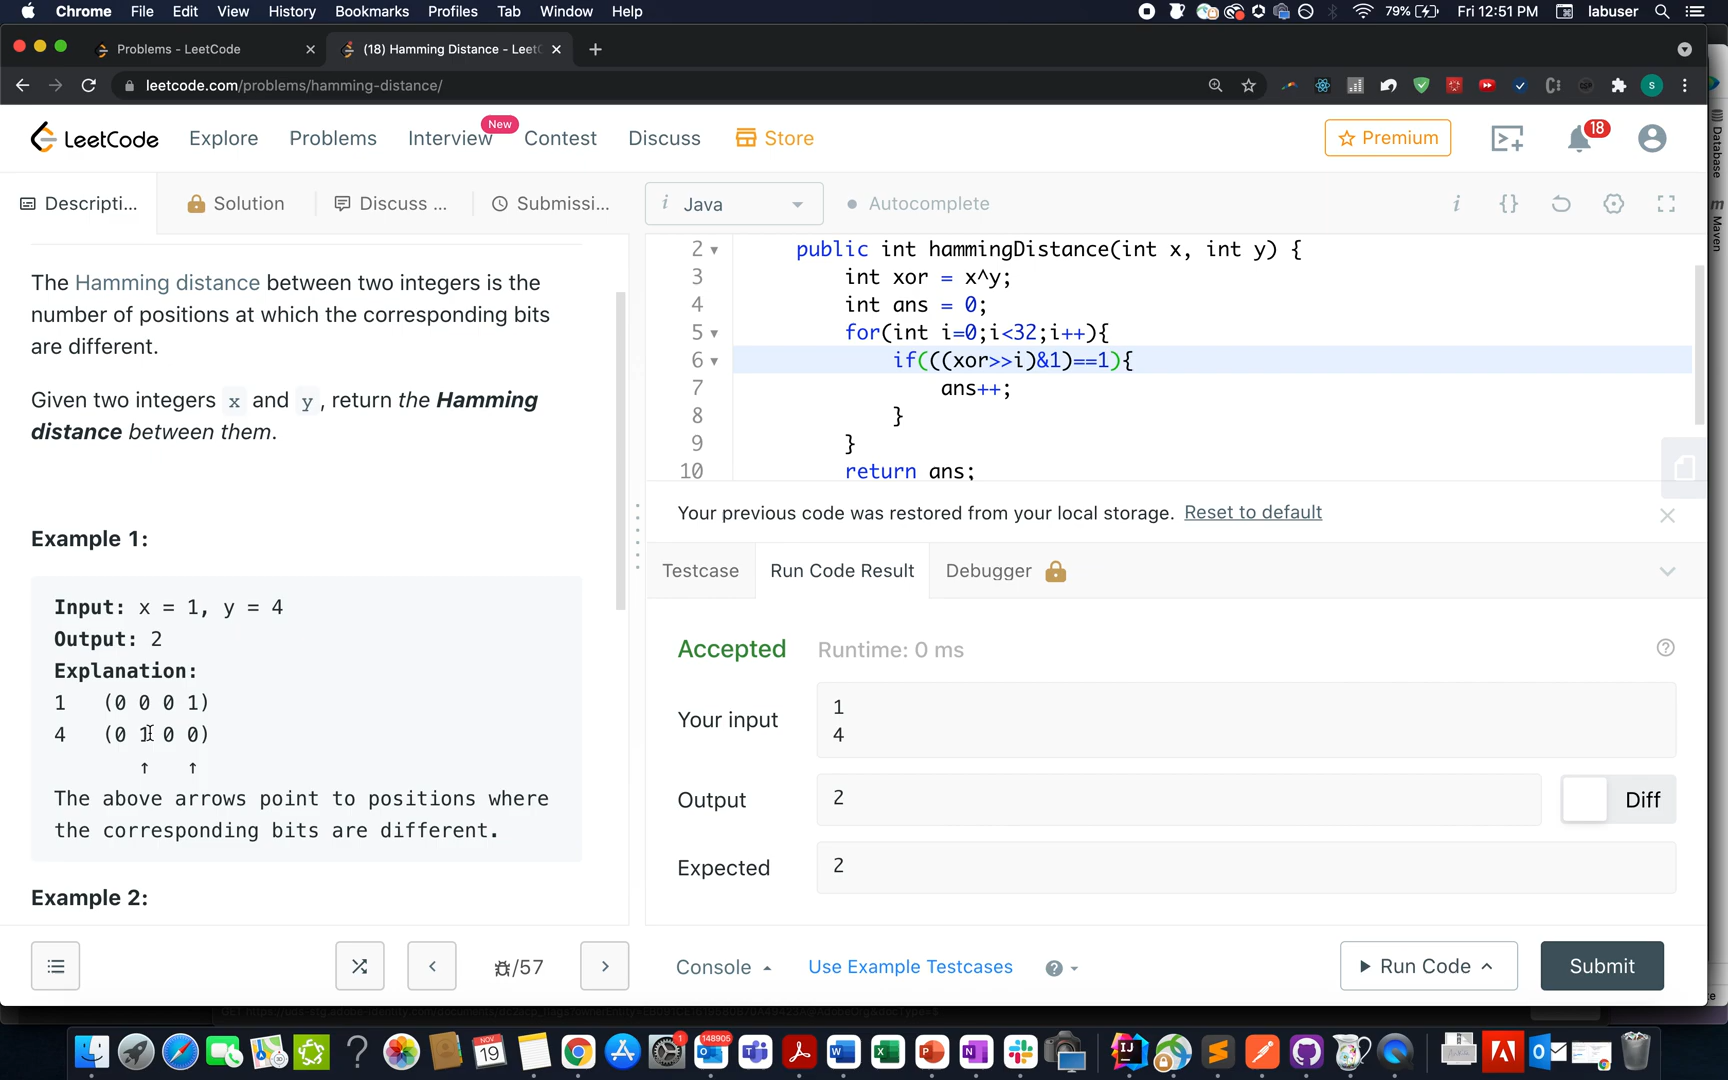 Chrome File Edit View History Bookmarks Profiles Tab Window Help
79% Fri 12:51 PM labuser
Problems - LeetCode
(18) Hamming Distance - Leet
leetcode.com/problems/hamming-distance/
S
LeetCode Explore Problems Interview New Contest Discuss Store
Premium 18
Descripti... Solution Discuss ... Submissi...
i Java Autocomplete
i {}
The Hamming distance between two integers is the
number of positions at which the corresponding bits
are different.
Given two integers x and y, return the Hamming
distance between them.
Example 1:
Input: x = 1, y = 4
Output: 2
Explanation:
1 (0 0 0 1)
4 (0 1 0 0)
↑ ↑
The above arrows point to positions where
the corresponding bits are different.
Example 2:
2 public int hammingDistance(int x, int y) {
3 int xor = x^y;
4 int ans = 0;
5 for(int i=0;i<32;i++){
6 if(((xor>>i)&1)==1){
7 ans++;
8 }
9 }
10 return ans;
Your previous code was restored from your local storage. Reset to default
Testcase Run Code Result Debugger
Accepted Runtime: 0 ms
Your input
1
4
Output
2
Diff
Expected
2
/57
Console Use Example Testcases
Run Code Submit
Database
Maven
NOV
19
1
148905